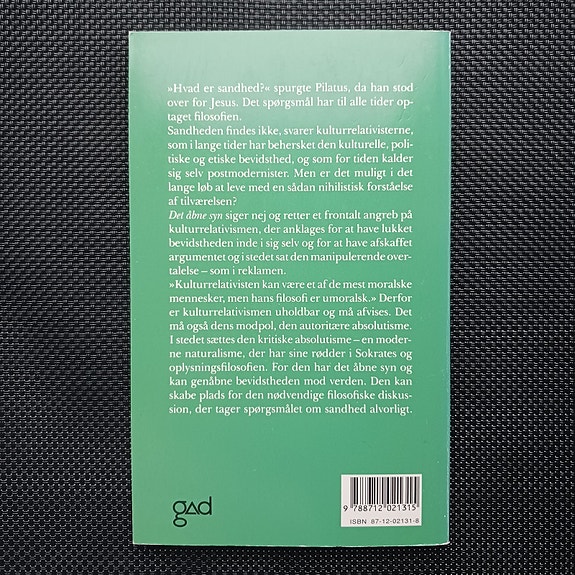 »Hvad er sandhed?« spurgte Pilatus, da han stod
over for Jesus. Det spørgsmål har til alle tider op-
taget filosofien.
Sandheden findes ikke, svarer kulturrelativisterne,
som i lange tider har behersket den kulturelle, poli-
tiske og etiske bevidsthed, og som for tiden kalder
sig selv postmodernister. Men er det muligt i det
lange løb at leve med en sådan nihilistisk forståelse
af tilværelsen?
Det åbne syn siger nej og retter et frontalt angreb på
kulturrelativismen, der anklages for at have lukket
bevidstheden inde i sig selv og for at have afskaffet
argumentet og i stedet sat den manipulerende over-
talelse – som i reklamen.
»Kulturrelativisten kan være et af de mest moralske
mennesker, men hans filosofi er umoralsk.« Derfor
er kulturrelativismen uholdbar og må afvises. Det
må også dens modpol, den autoritære absolutisme.
I stedet sættes den kritiske absolutisme – en moder-
ne naturalisme, der har sine rødder i Sokrates og
oplysningsfilosofien. For den har det åbne syn og
kan genåbne bevidstheden mod verden. Den kan
skabe plads for den nødvendige filosofiske diskus-
sion, der tager spørgsmålet om sandhed alvorligt.
gad
9 788712 021315
ISBN 87-12-02131-8